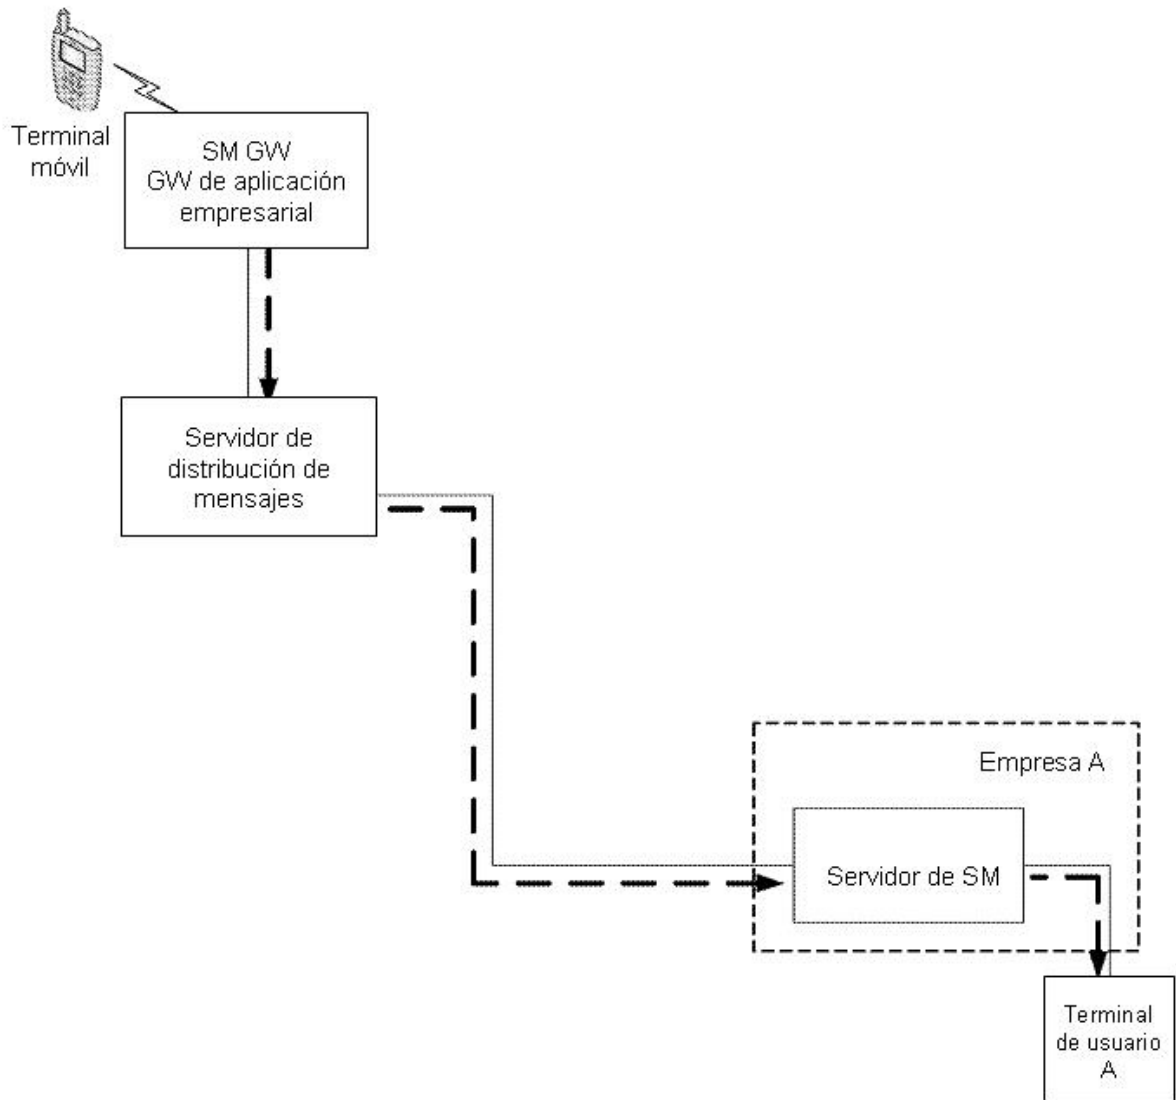 Terminal
móvil
SM GW
GW de aplicación
empresarial
Servidor de
distribución de
mensajes
Empresa A
Servidor de SM
Terminal
de usuario
A